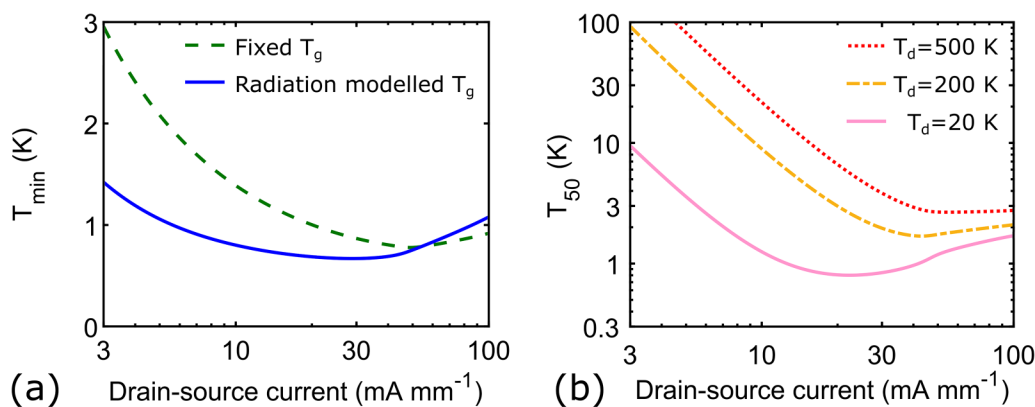 3
2
1
0
T_min (K)
Fixed T_g
Radiation modelled T_g
3
10
30
100
(a)
Drain-source current (mA mm⁻¹)
100
30
10
3
1
0.3
T_50 (K)
T_d=500 K
T_d=200 K
T_d=20 K
3
10
30
100
(b)
Drain-source current (mA mm⁻¹)